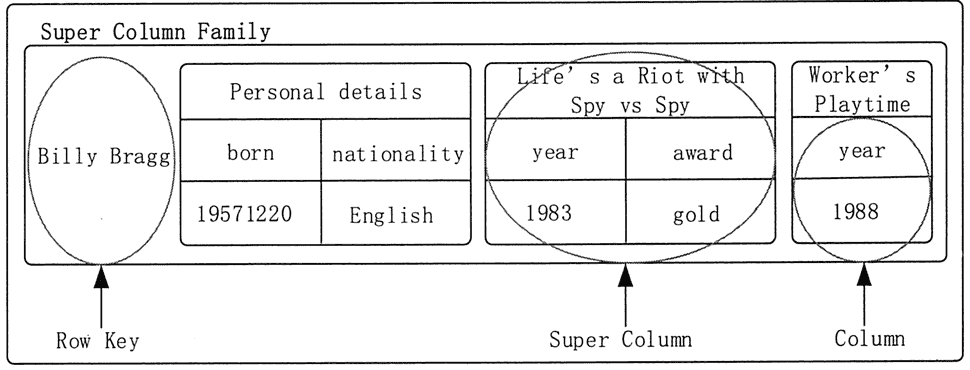 Super Column Family
Billy Bragg
Personal details
born
nationality
19571220
English
Life's a Riot with
Spy vs Spy
year
award
1983
gold
Worker's
Playtime
year
1988
Row Key
Super Column
Column